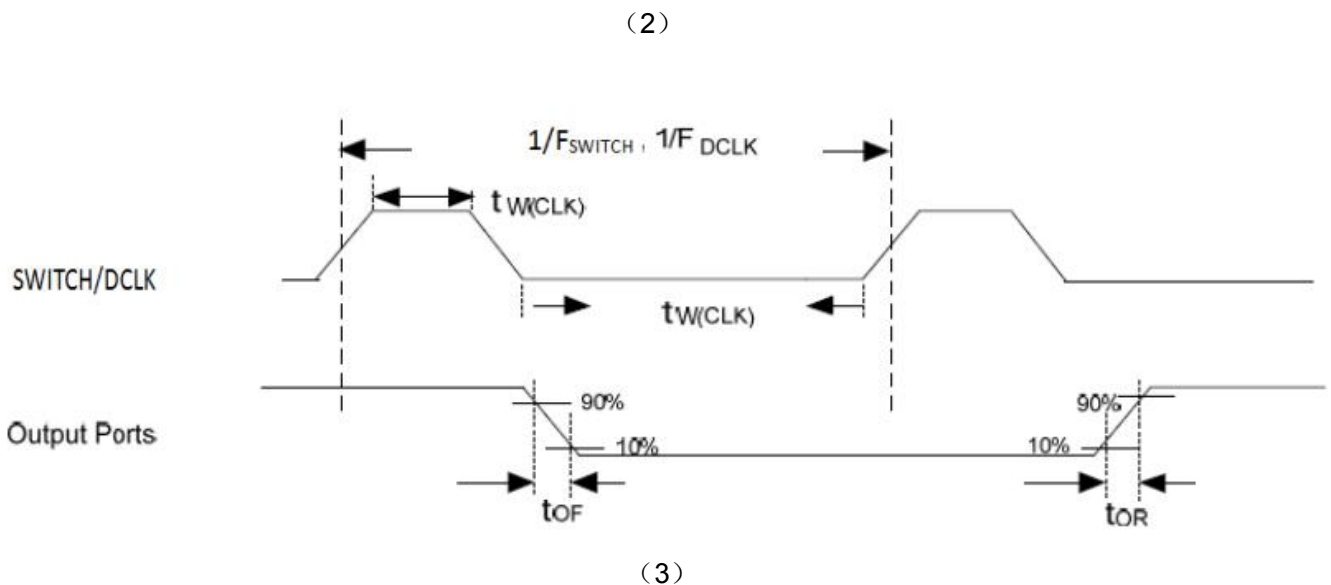 （2）
1/FSWITCH , 1/F DCLK
tW(CLK)
SWITCH/DCLK
tW(CLK)
90%
90%
Output Ports
10%
10%
tOF
tOR
（3）